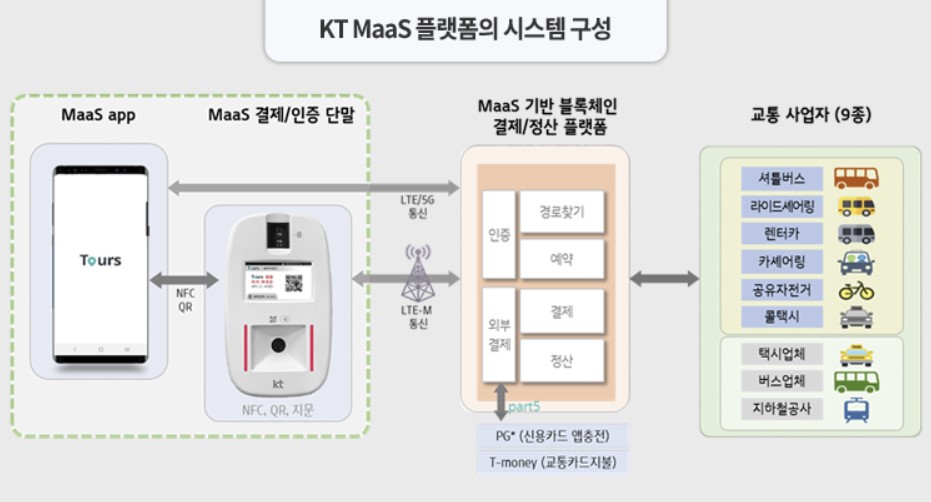 KT MaaS 플랫폼의 시스템 구성
MaaS app
MaaS 결제/인증 단말
MaaS 기반 블록체인
결제/정산 플랫폼
교통 사업자 (9종)
Tours
NFC
QR
kt
NFC, QR, 지문
LTE/5G
통신
LTE-M
통신
인증
경로찾기
예약
외부
결제
결제
정산
part5
PG* (신용카드 앱충전)
T-money (교통카드지불)
셔틀버스
라이드셰어링
렌터카
카셰어링
공유자전거
콜택시
택시업체
버스업체
지하철공사